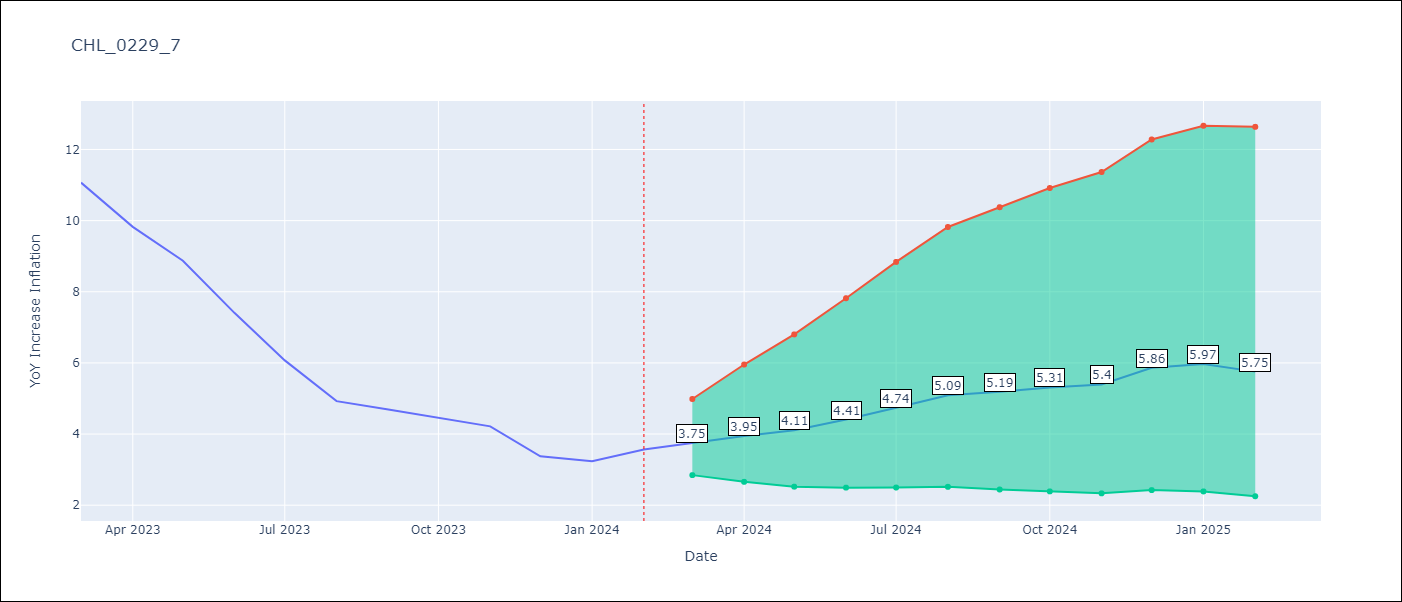 CHL_0229_7
YoY Increase Inflation
12
10
8
6
4
2
3.75
3.95
4.11
4.41
4.74
5.09
5.19
5.31
5.4
5.86
5.97
5.75
Apr 2023
Jul 2023
Oct 2023
Jan 2024
Apr 2024
Jul 2024
Oct 2024
Jan 2025
Date